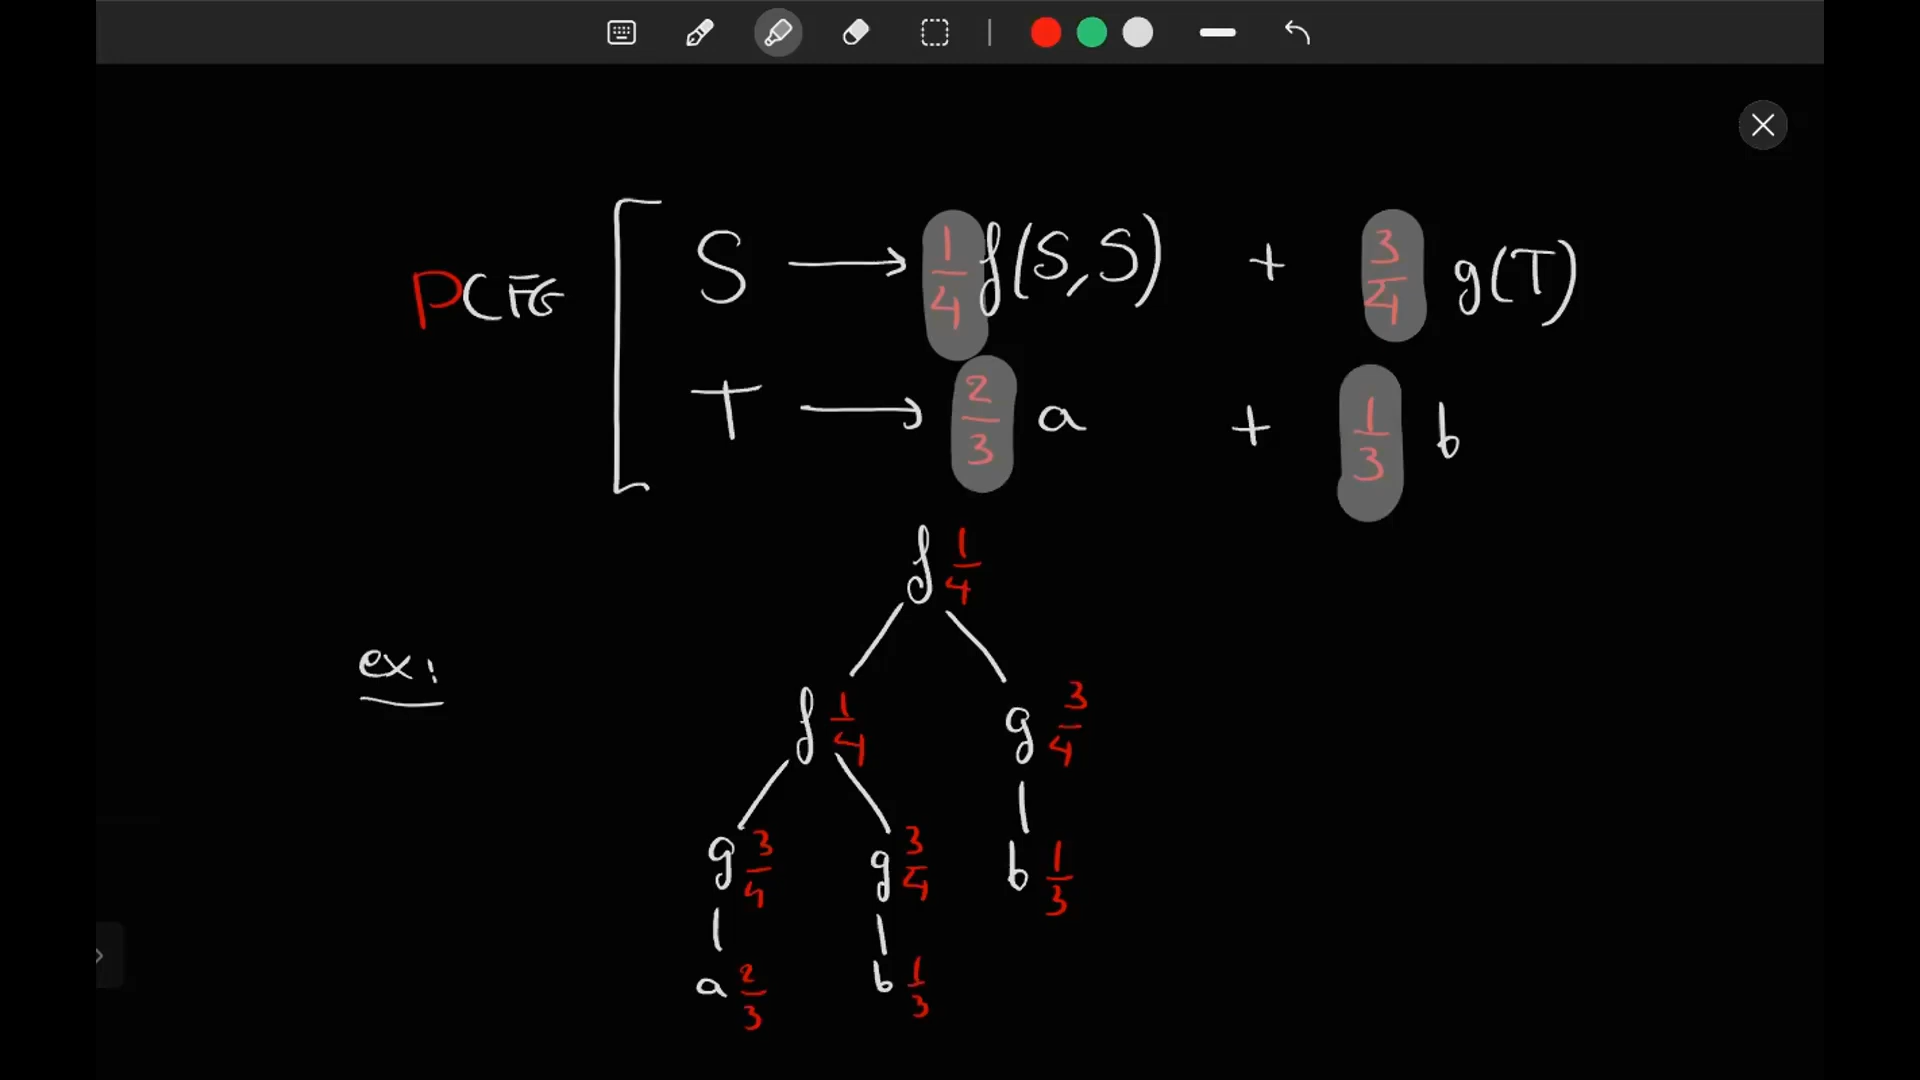 S → 1/4 f(S,S) + 3/4 g(T)
PCFG
T → 2/3 a + 1/3 b
f 1/4
ex:
f 1/4 g 3/4
g 3/4 g 3/4 b 1/3
a 2/3 b 1/3